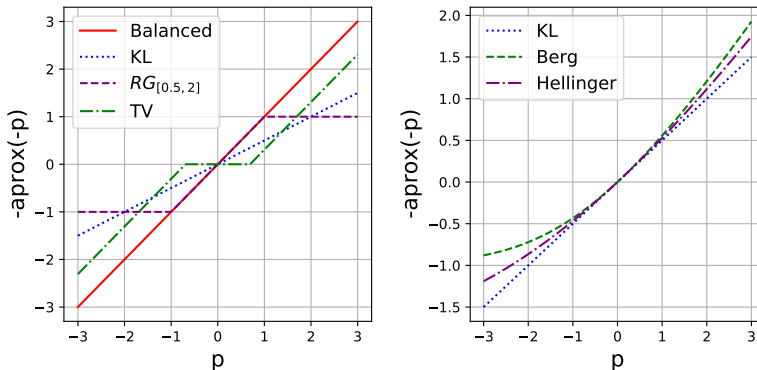 Balanced
KL
RG[0.5, 2]
TV
3
2
1
0
−1
−2
−3
-aprox(-p)
−3 −2 −1 0 1 2 3
p
KL
Berg
Hellinger
2.0
1.5
1.0
0.5
0.0
−0.5
−1.0
−1.5
-aprox(-p)
−3 −2 −1 0 1 2 3
p